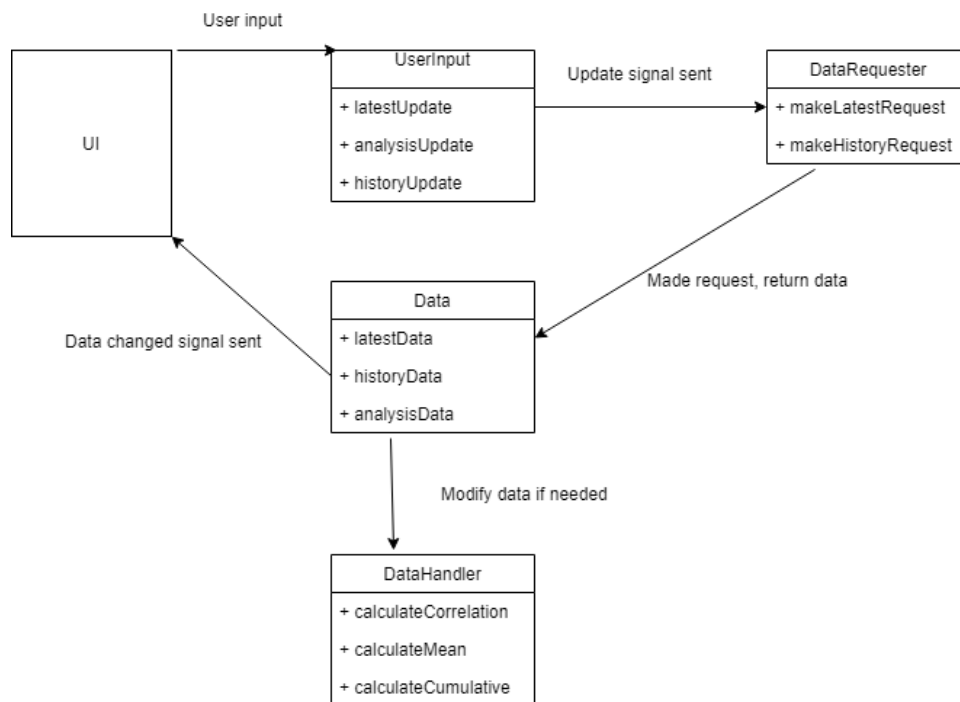 User input
UI
UserInput
+ latestUpdate
+ analysisUpdate
+ historyUpdate
Update signal sent
DataRequester
+ makeLatestRequest
+ makeHistoryRequest
Made request, return data
Data
+ latestData
+ historyData
+ analysisData
Data changed signal sent
Modify data if needed
DataHandler
+ calculateCorrelation
+ calculateMean
+ calculateCumulative